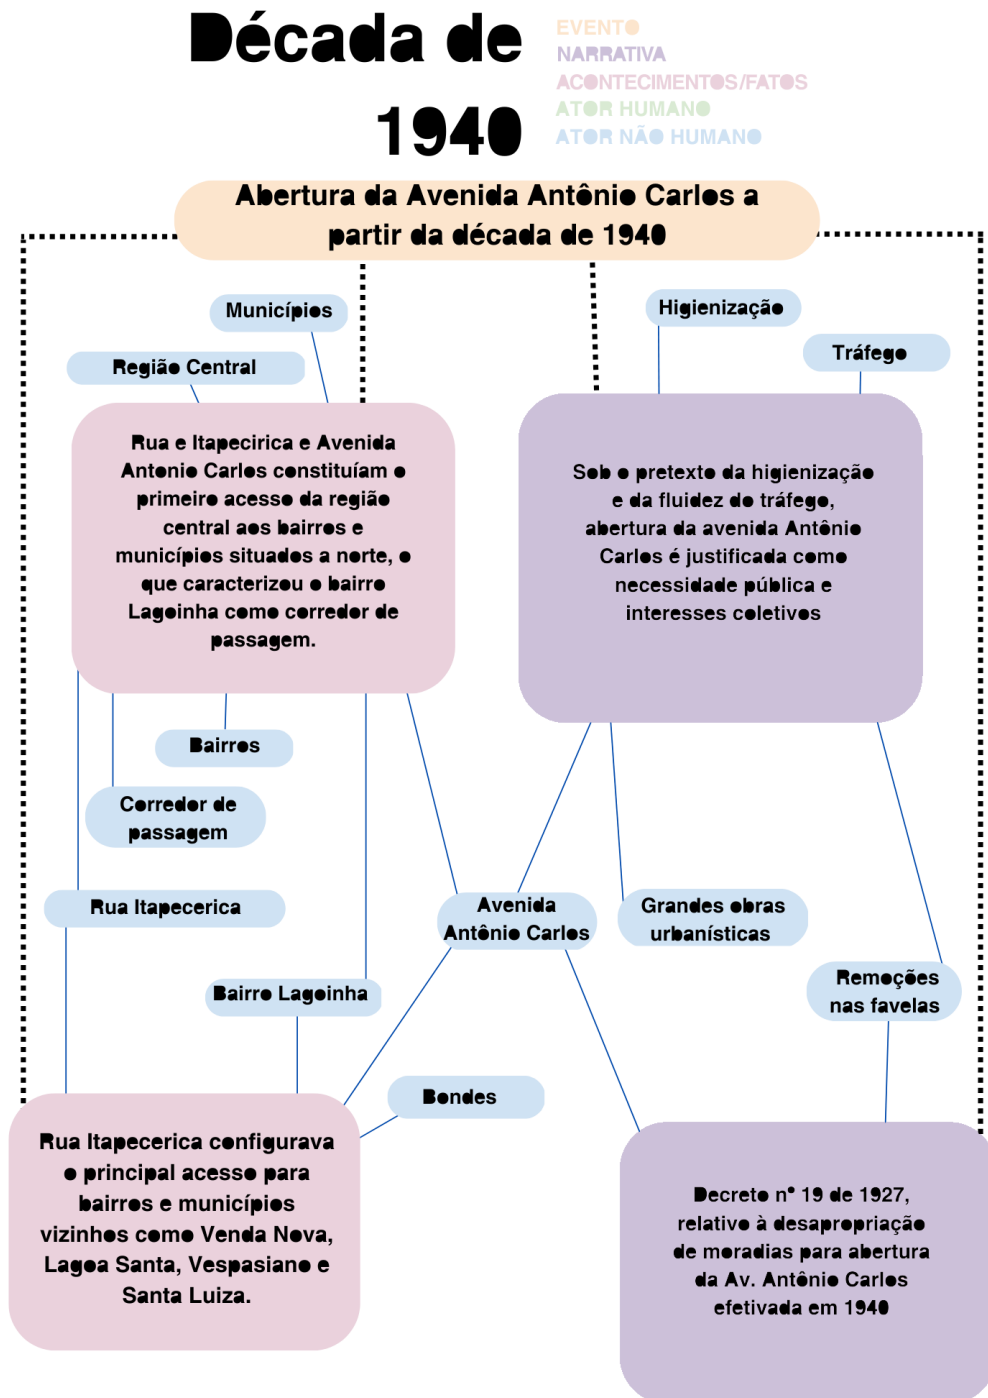 Década de
1940
EVENTO
NARRATIVA
ACONTECIMENTOS/FATOS
ATOR HUMANO
ATOR NÃO HUMANO
Abertura da Avenida Antônio Carlos a
partir da década de 1940
Municípios
Região Central
Higienização
Tráfego
Rua e Itapecirica e Avenida
Antonio Carlos constituíam o
primeiro acesso da região
central aos bairros e
municípios situados a norte, o
que caracterizou o bairro
Lagoinha como corredor de
passagem.
Sob o pretexto da higienização
e da fluidez do tráfego,
abertura da avenida Antônio
Carlos é justificada como
necessidade pública e
interesses coletivos
Bairros
Corredor de
passagem
Rua Itapecerica
Avenida
Antônio Carlos
Grandes obras
urbanísticas
Bairro Lagoinha
Remoções
nas favelas
Bondes
Rua Itapecerica configurava
o principal acesso para
bairros e municípios
vizinhos como Venda Nova,
Lagoa Santa, Vespasiano e
Santa Luiza.
Decreto n° 19 de 1927,
relativo à desapropriação
de moradias para abertura
da Av. Antônio Carlos
efetivada em 1940